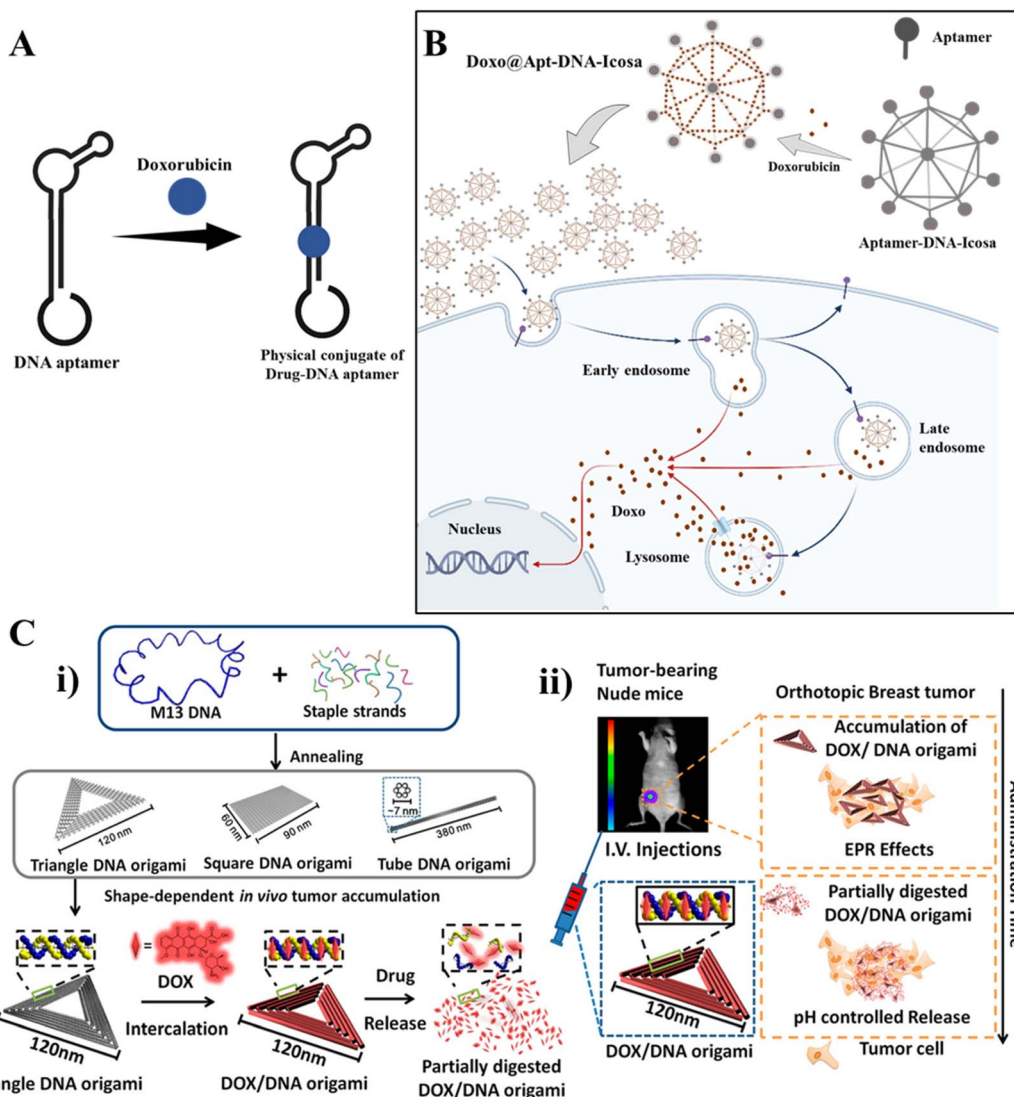 A
Doxorubicin
DNA aptamer
Physical conjugate of
Drug-DNA aptamer
B
Doxo@Apt-DNA-Icosa
Aptamer
Doxorubicin
Aptamer-DNA-Icosa
Early endosome
Late
endosome
Doxo
Nucleus
Lysosome
C
i)
M13 DNA
+
Staple strands
Annealing
120 nm
Triangle DNA origami
60 nm
90 nm
Square DNA origami
~7 nm
380 nm
Tube DNA origami
Shape-dependent in vivo tumor accumulation
=
DOX
Intercalation
Drug
Release
120nm
ngle DNA origami
120nm
DOX/DNA origami
Partially digested
DOX/DNA origami
ii)
Tumor-bearing
Nude mice
I.V. Injections
120nm
DOX/DNA origami
Orthotopic Breast tumor
Accumulation of
DOX/ DNA origami
EPR Effects
Partially digested
DOX/DNA origami
pH controlled Release
Tumor cell